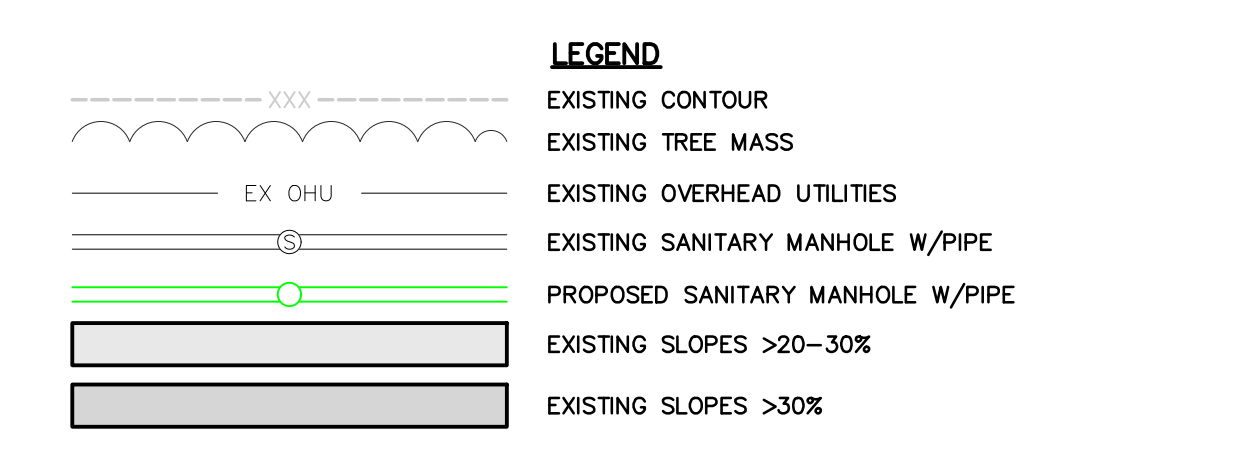 LEGEND
XXX EXISTING CONTOUR
EXISTING TREE MASS
EX OHU EXISTING OVERHEAD UTILITIES
S EXISTING SANITARY MANHOLE W/PIPE
PROPOSED SANITARY MANHOLE W/PIPE
EXISTING SLOPES >20-30%
EXISTING SLOPES >30%